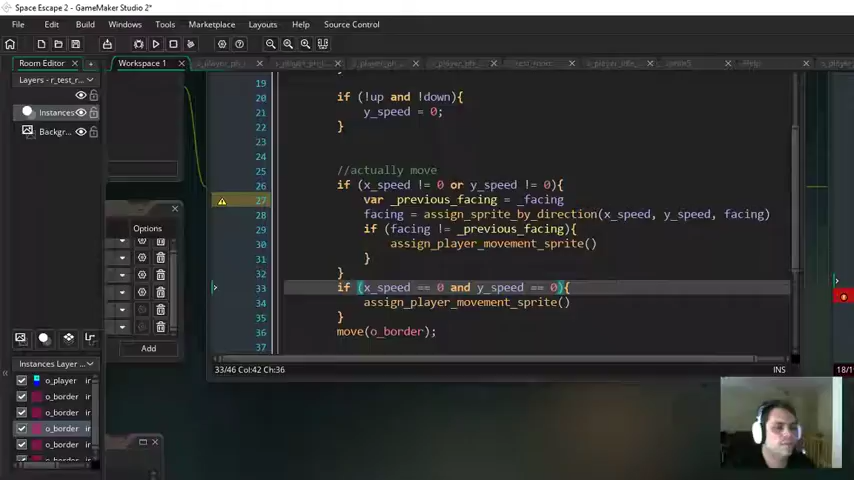 Space Escape 2 - GameMaker Studio 2*
File Edit Build Windows Tools Marketplace Layouts Help Source Control
Room Editor
Workspace 1
Layers - r_test_r...
Instances
Backgr...
Options
Add
Instances Layer ...
o_player
o_border
o_border
o_border
o_border
19
20 if (!up and !down){
21 y_speed = 0;
22 }
23
24
25 //actually move
26 if (x_speed != 0 or y_speed != 0){
27 var _previous_facing = _facing
28 facing = assign_sprite_by_direction(x_speed, y_speed, facing)
29 if (facing != _previous_facing){
30 assign_player_movement_sprite()
31 }
32 }
33 if (x_speed == 0 and y_speed == 0){
34 assign_player_movement_sprite()
35 }
36 move(o_border);
37
33/46 Col:42 Ch:36
INS